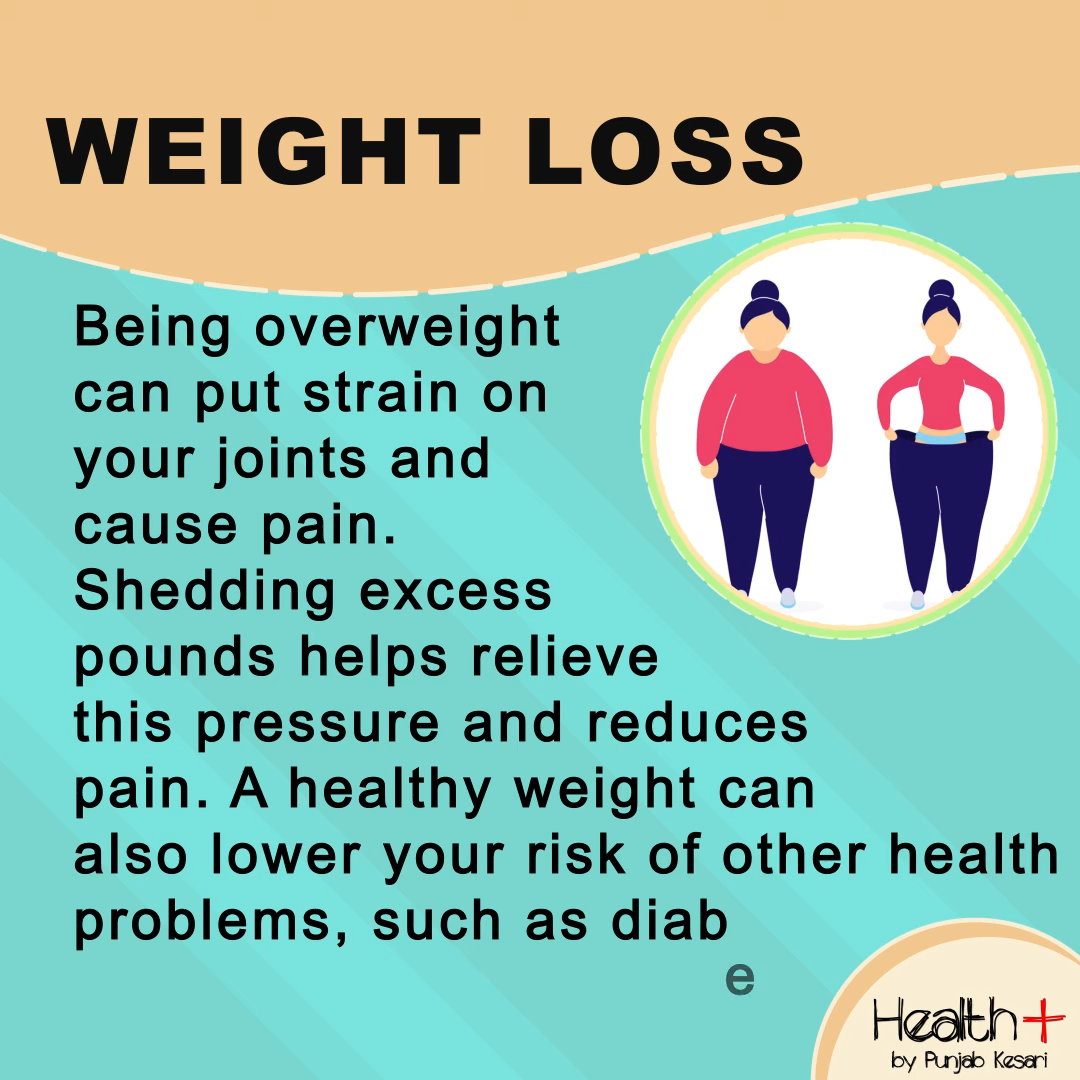 WEIGHT LOSS
Being overweight
can put strain on
your joints and
cause pain.
Shedding excess
pounds helps relieve
this pressure and reduces
pain. A healthy weight can
also lower your risk of other health
problems, such as diab
e
Health+
by Punjab Kesari